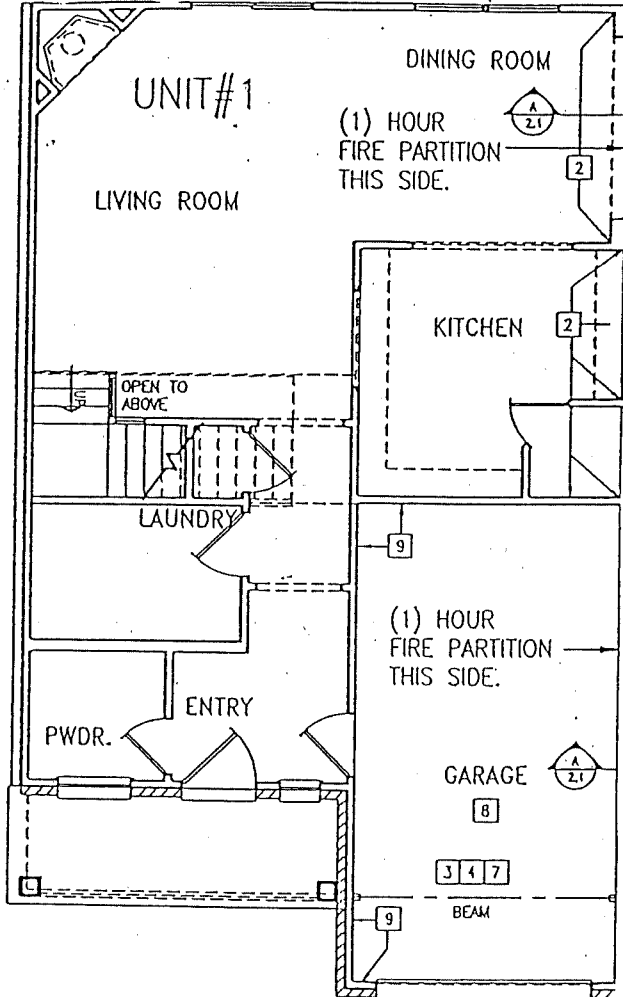 DINING ROOM
UNIT#1
A
2.1
(1) HOUR
FIRE PARTITION
THIS SIDE.
2
LIVING ROOM
KITCHEN
2
OPEN TO
ABOVE
UP
LAUNDRY
9
(1) HOUR
FIRE PARTITION
THIS SIDE.
ENTRY
PWDR.
GARAGE
A
2.1
8
3 4 7
BEAM
9